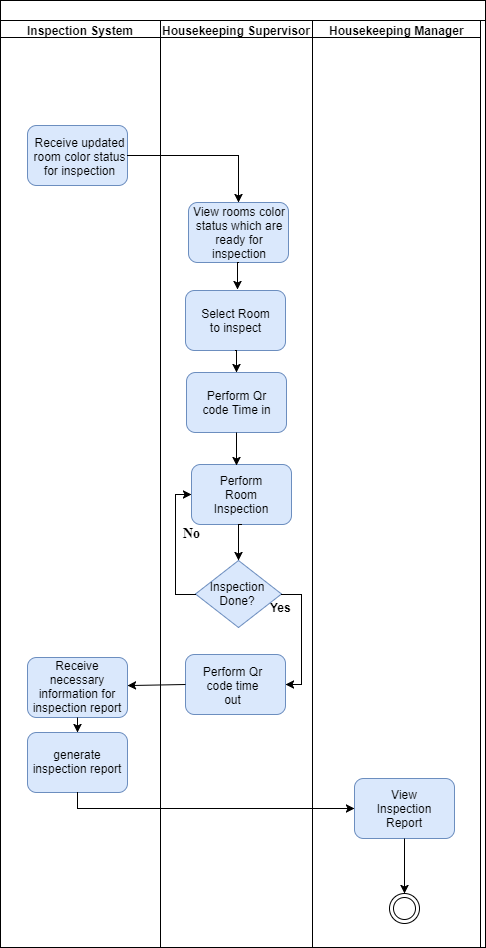 Inspection System
Housekeeping Supervisor
Housekeeping Manager
Receive updated
room color status
for inspection
View rooms color
status which are
ready for
inspection
Select Room
to inspect
Perform Qr
code Time in
Perform
Room
Inspection
No
Inspection
Done?
Yes
Perform Qr
code time
out
Receive
necessary
information for
inspection report
generate
inspection report
View
Inspection
Report